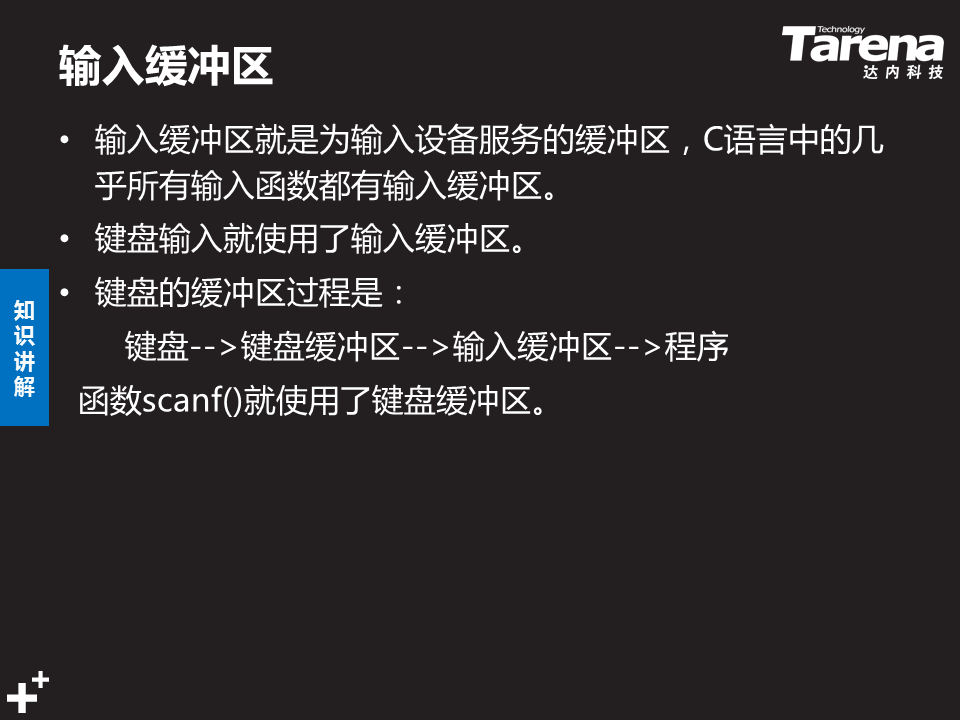 输入缓冲区
Technology
Tarena
达内科技
• 输入缓冲区就是为输入设备服务的缓冲区，C语言中的几
乎所有输入函数都有输入缓冲区。
• 键盘输入就使用了输入缓冲区。
• 键盘的缓冲区过程是：
键盘-->键盘缓冲区-->输入缓冲区-->程序
函数scanf()就使用了键盘缓冲区。
知
识
讲
解